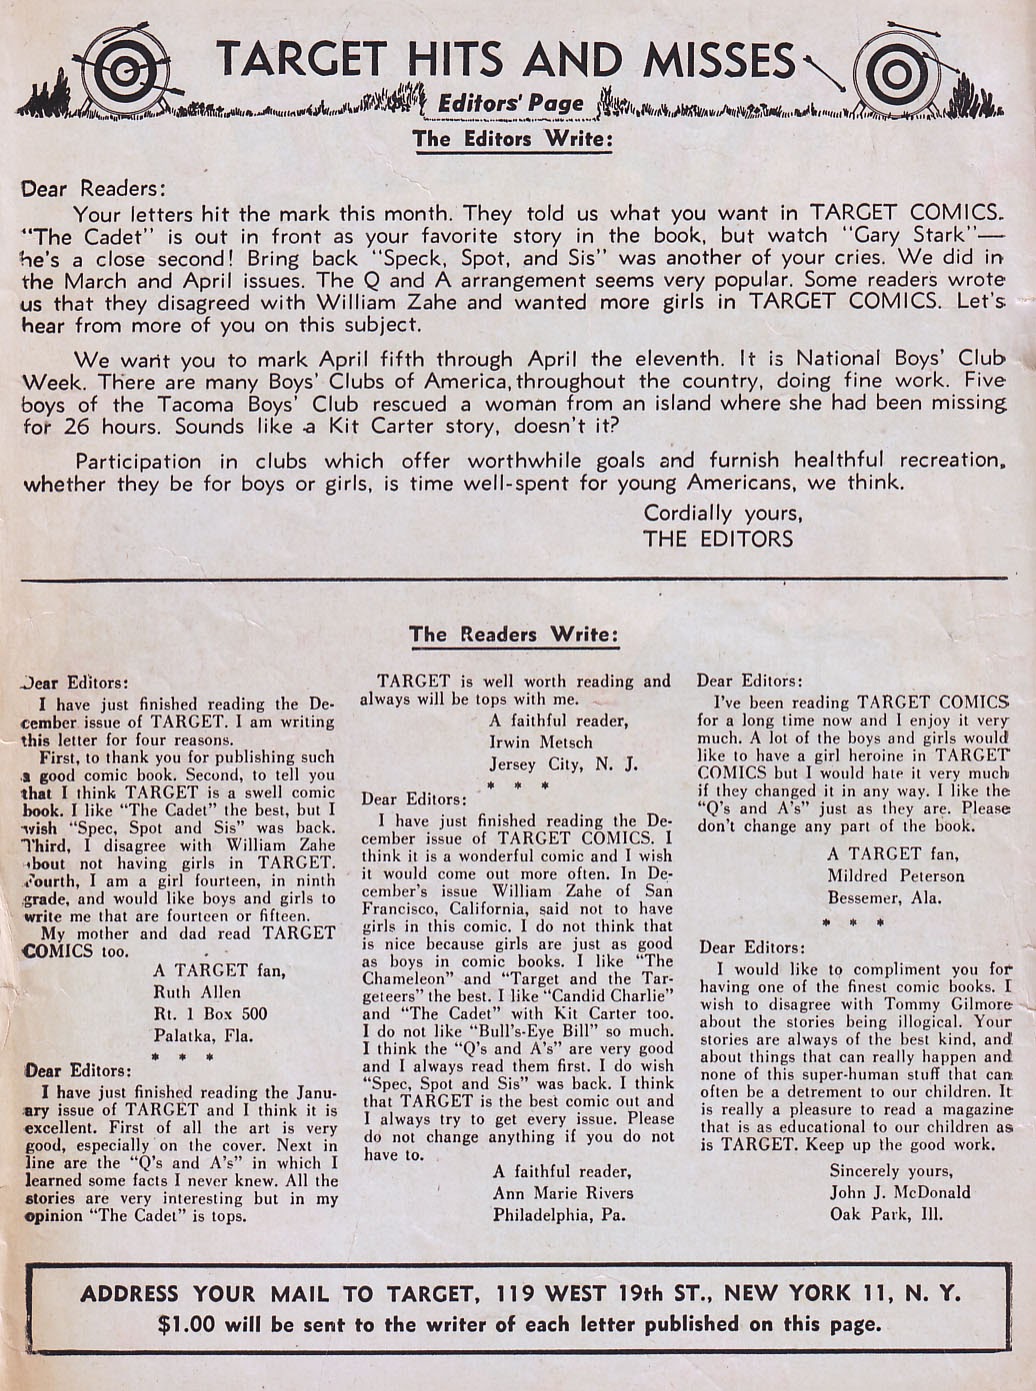 TARGET HITS AND MISSES
Editors' Page
The Editors Write:
Dear Readers:
Your letters hit the mark this month. They told us what you want in TARGET COMICS.
"The Cadet" is out in front as your favorite story in the book, but watch "Gary Stark"—
he's a close second! Bring back "Speck, Spot, and Sis" was another of your cries. We did in
the March and April issues. The Q and A arrangement seems very popular. Some readers wrote
us that they disagreed with William Zahe and wanted more girls in TARGET COMICS. Let's
hear from more of you on this subject.
We want you to mark April fifth through April the eleventh. It is National Boys' Club
Week. There are many Boys' Clubs of America, throughout the country, doing fine work. Five
boys of the Tacoma Boys' Club rescued a woman from an island where she had been missing
for 26 hours. Sounds like a Kit Carter story, doesn't it?
Participation in clubs which offer worthwhile goals and furnish healthful recreation,
whether they be for boys or girls, is time well-spent for young Americans, we think.
Cordially yours,
THE EDITORS
The Readers Write:
Dear Editors:
I have just finished reading the De-
cember issue of TARGET. I am writing
this letter for four reasons.
First, to thank you for publishing such
a good comic book. Second, to tell you
that I think TARGET is a swell comic
book. I like "The Cadet" the best, but I
wish "Spec, Spot and Sis" was back.
Third, I disagree with William Zahe
about not having girls in TARGET.
Fourth, I am a girl fourteen, in ninth
grade, and would like boys and girls to
write me that are fourteen or fifteen.
My mother and dad read TARGET
COMICS too.
A TARGET fan,
Ruth Allen
Rt. 1 Box 500
Palatka, Fla.
* * *
Dear Editors:
I have just finished reading the Janu-
ary issue of TARGET and I think it is
excellent. First of all the art is very
good, especially on the cover. Next in
line are the "Q's and A's" in which I
learned some facts I never knew. All the
stories are very interesting but in my
opinion "The Cadet" is tops.
TARGET is well worth reading and
always will be tops with me.
A faithful reader,
Irwin Metsch
Jersey City, N. J.
* * *
Dear Editors:
I have just finished reading the De-
cember issue of TARGET COMICS. I
think it is a wonderful comic and I wish
it would come out more often. In De-
cember's issue William Zahe of San
Francisco, California, said not to have
girls in this comic. I do not think that
is nice because girls are just as good
as boys in comic books. I like "The
Chameleon" and "Target and the Tar-
geteers" the best. I like "Candid Charlie"
and "The Cadet" with Kit Carter too.
I do not like "Bull's-Eye Bill" so much.
I think the "Q's and A's" are very good
and I always read them first. I do wish
"Spec, Spot and Sis" was back. I think
that TARGET is the best comic out and
I always try to get every issue. Please
do not change anything if you do not
have to.
A faithful reader,
Ann Marie Rivers
Philadelphia, Pa.
Dear Editors:
I've been reading TARGET COMICS
for a long time now and I enjoy it very
much. A lot of the boys and girls would
like to have a girl heroine in TARGET
COMICS but I would hate it very much
if they changed it in any way. I like the
"Q's and A's" just as they are. Please
don't change any part of the book.
A TARGET fan,
Mildred Peterson
Bessemer, Ala.
* * *
Dear Editors:
I would like to compliment you for
having one of the finest comic books. I
wish to disagree with Tommy Gilmore
about the stories being illogical. Your
stories are always of the best kind, and
about things that can really happen and
none of this super-human stuff that can
often be a detrement to our children. It
is really a pleasure to read a magazine
that is as educational to our children as
is TARGET. Keep up the good work.
Sincerely yours,
John J. McDonald
Oak Park, Ill.
ADDRESS YOUR MAIL TO TARGET, 119 WEST 19th ST., NEW YORK 11, N. Y.
$1.00 will be sent to the writer of each letter published on this page.